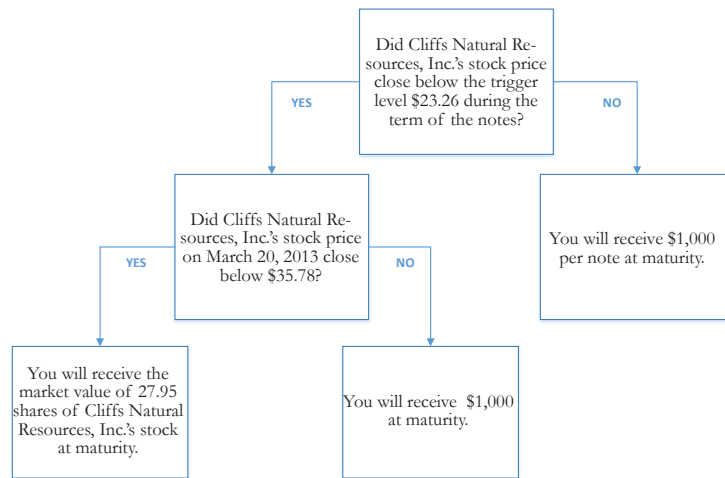 Did Cliffs Natural Re-
sources, Inc.'s stock price
close below the trigger
level $23.26 during the
term of the notes?
YES
NO
Did Cliffs Natural Re-
sources, Inc.'s stock price
on March 20, 2013 close
below $35.78?
You will receive $1,000
per note at maturity.
YES
NO
You will receive the
market value of 27.95
shares of Cliffs Natural
Resources, Inc.'s stock
at maturity.
You will receive $1,000
at maturity.